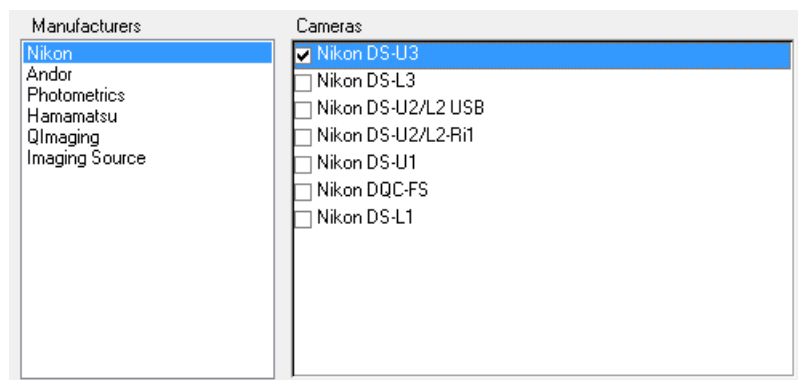 Manufacturers
Nikon
Andor
Photometrics
Hamamatsu
QImaging
Imaging Source
Cameras
Nikon DS-U3
Nikon DS-L3
Nikon DS-U2/L2 USB
Nikon DS-U2/L2-Ri1
Nikon DS-U1
Nikon DQC-FS
Nikon DS-L1